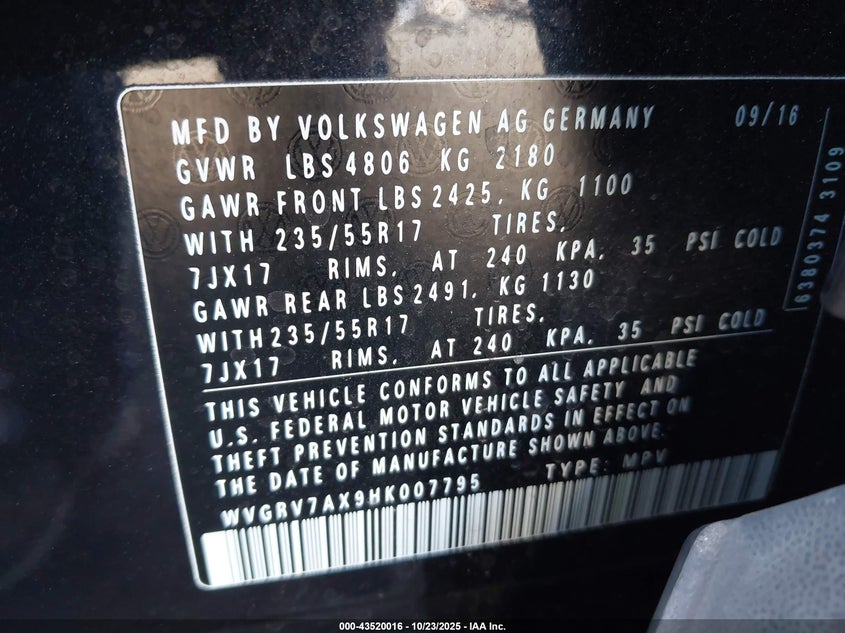 MFD BY VOLKSWAGEN AG GERMANY 09/16
GVWR LBS 4806 KG 2180
GAWR FRONT LBS 2425, KG 1100
WITH 235/55R17 TIRES,
7JX17 RIMS, AT 240 KPA, 35 PSI COLD
GAWR REAR LBS 2491, KG 1130
WITH 235/55R17 TIRES,
7JX17 RIMS, AT 240 KPA, 35 PSI COLD
THIS VEHICLE CONFORMS TO ALL APPLICABLE
U.S. FEDERAL MOTOR VEHICLE SAFETY AND
THEFT PREVENTION STANDARDS IN EFFECT ON
THE DATE OF MANUFACTURE SHOWN ABOVE.
WVGRV7AX9HK007795 TYPE: MPV
6380374 3109
000-43520016 - 10/23/2025 - IAA Inc.